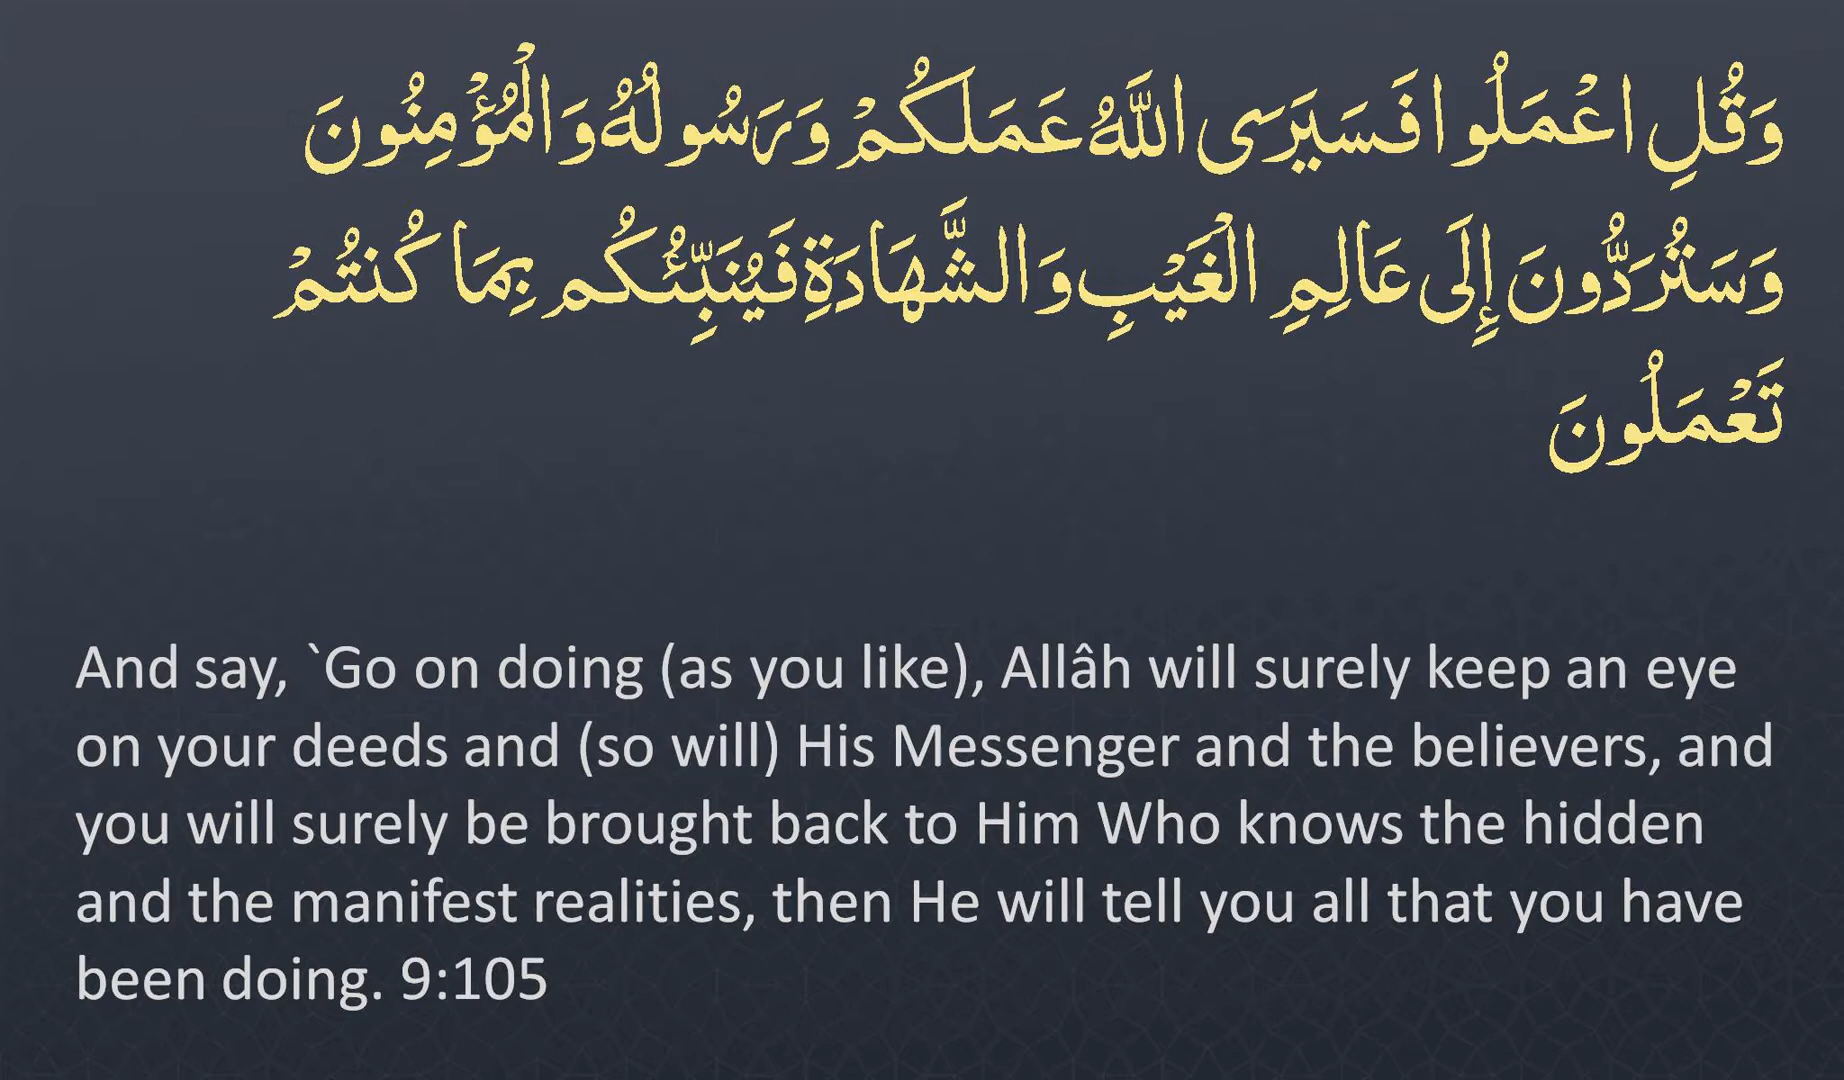 وَقُلِ اعْمَلُوا فَسَيَرَى اللَّهُ عَمَلَكُمْ وَرَسُولُهُ وَالْمُؤْمِنُونَ
وَسَتُرَدُّونَ إِلَى عَالِمِ الْغَيْبِ وَالشَّهَادَةِ فَيُنَبِّئُكُم بِمَا كُنتُمْ
تَعْمَلُونَ
And say, `Go on doing (as you like), Allâh will surely keep an eye
on your deeds and (so will) His Messenger and the believers, and
you will surely be brought back to Him Who knows the hidden
and the manifest realities, then He will tell you all that you have
been doing. 9:105